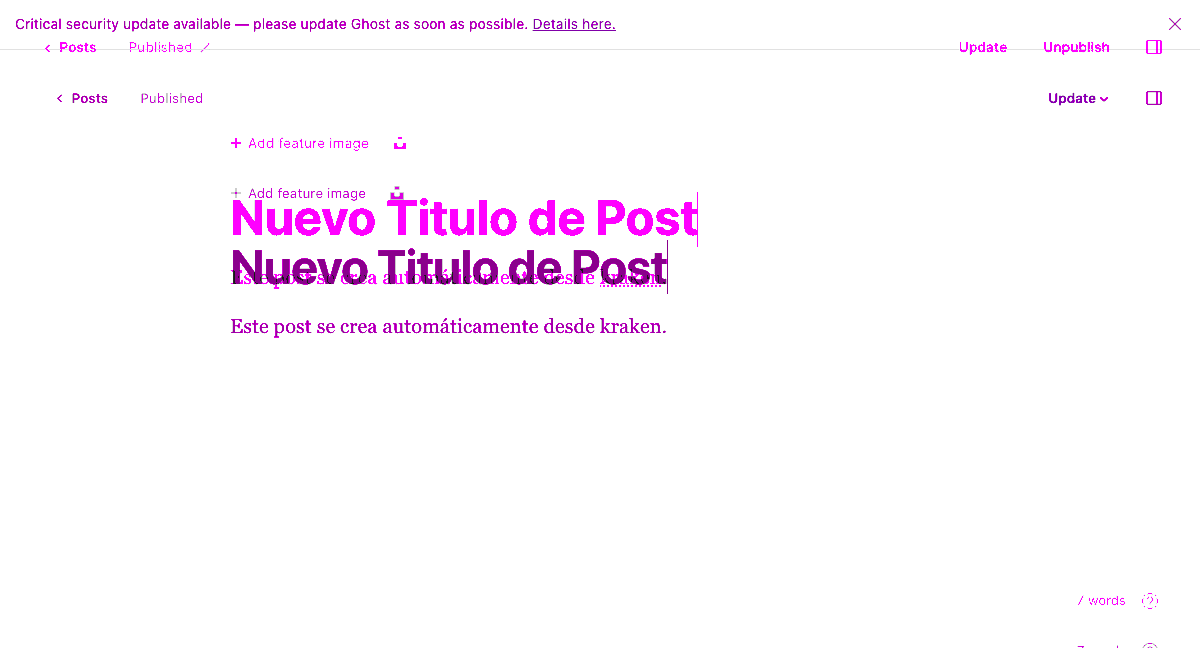 Critical security update available — please update Ghost as soon as possible. Details here.
Posts Published Update Unpublish
Posts Published Update
Add feature image
Add feature image
Nuevo Titulo de Post
Nuevo Titulo de Post
Este post se crea automáticamente desde kraken.
Este post se crea automáticamente desde kraken.
7 words